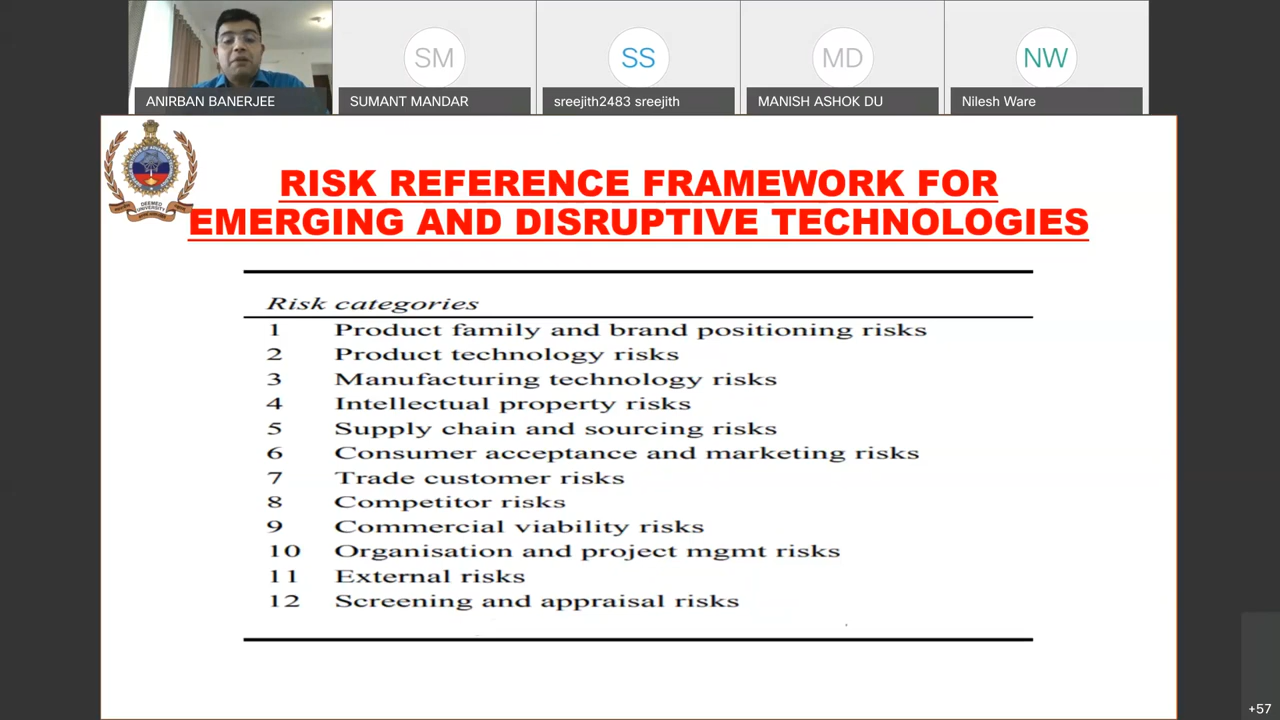 SM
SS
MD
NW
ANIRBAN BANERJEE
SUMANT MANDAR
sreejith2483 sreejith
MANISH ASHOK DU
Nilesh Ware
DEEMED
UNIVERSITY
RISK REFERENCE FRAMEWORK FOR
EMERGING AND DISRUPTIVE TECHNOLOGIES
Risk categories
1 Product family and brand positioning risks
2 Product technology risks
3 Manufacturing technology risks
4 Intellectual property risks
5 Supply chain and sourcing risks
6 Consumer acceptance and marketing risks
7 Trade customer risks
8 Competitor risks
9 Commercial viability risks
10 Organisation and project mgmt risks
11 External risks
12 Screening and appraisal risks
+57